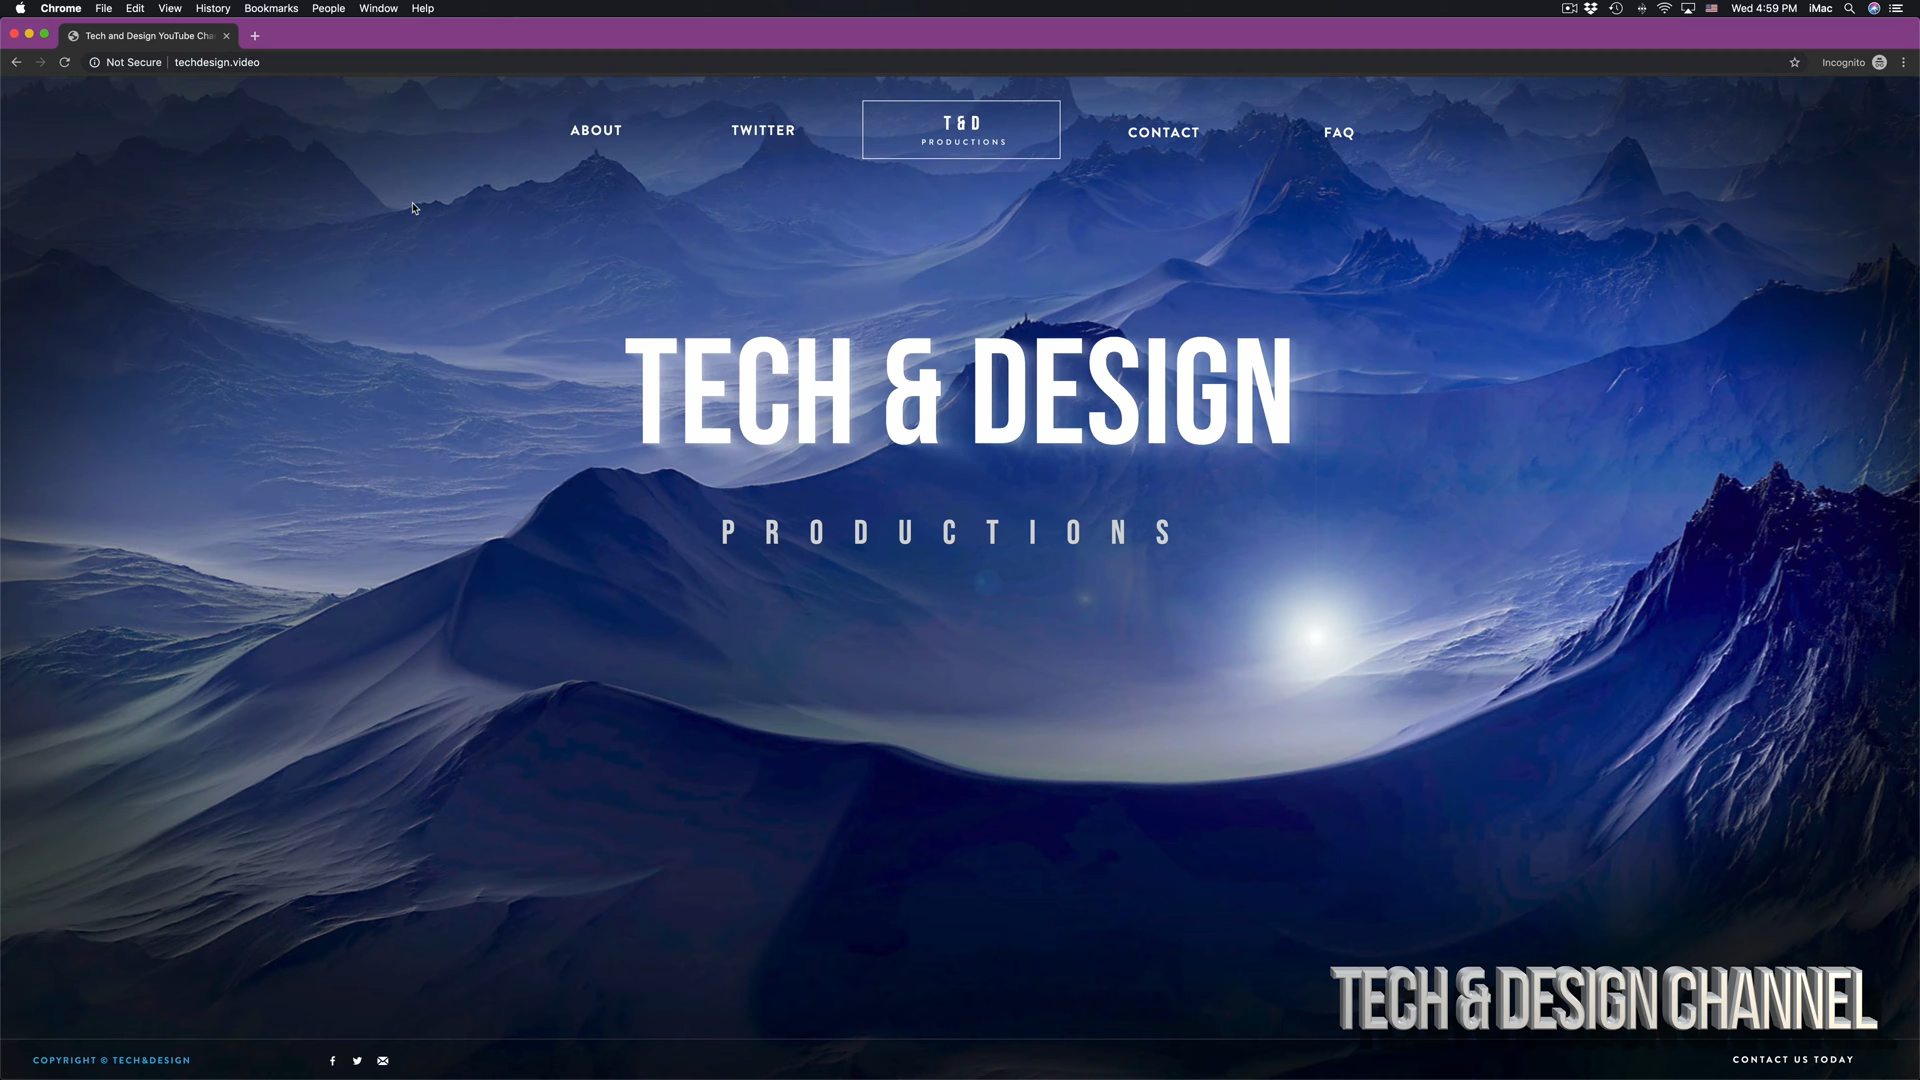 Chrome File Edit View History Bookmarks People Window Help Wed 4:59 PM iMac
Tech and Design YouTube Cha
Not Secure techdesign.video Incognito
ABOUT TWITTER T&D CONTACT FAQ
PRODUCTIONS
TECH & DESIGN
PRODUCTIONS
TECH & DESIGN CHANNEL
COPYRIGHT © TECH&DESIGN CONTACT US TODAY